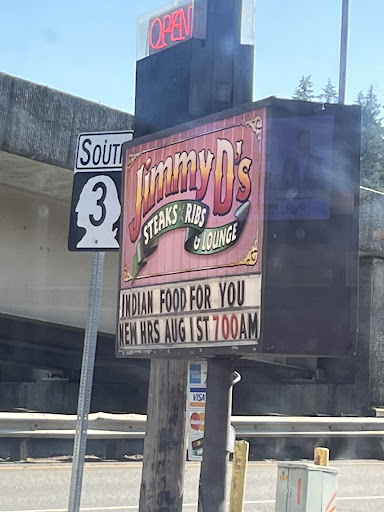 OPEN
SOUTH
3
Jimmy D's
STEAKS RIBS
& LOUNGE
INDIAN FOOD FOR YOU
NEW HRS AUG 1ST 700AM
VISA